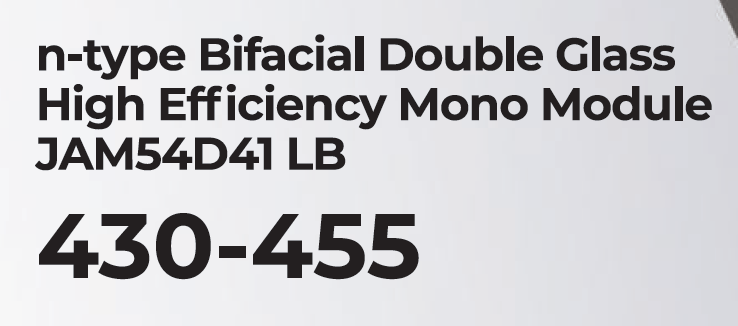 n-type Bifacial Double Glass
High Efficiency Mono Module
JAM54D41 LB
430-455